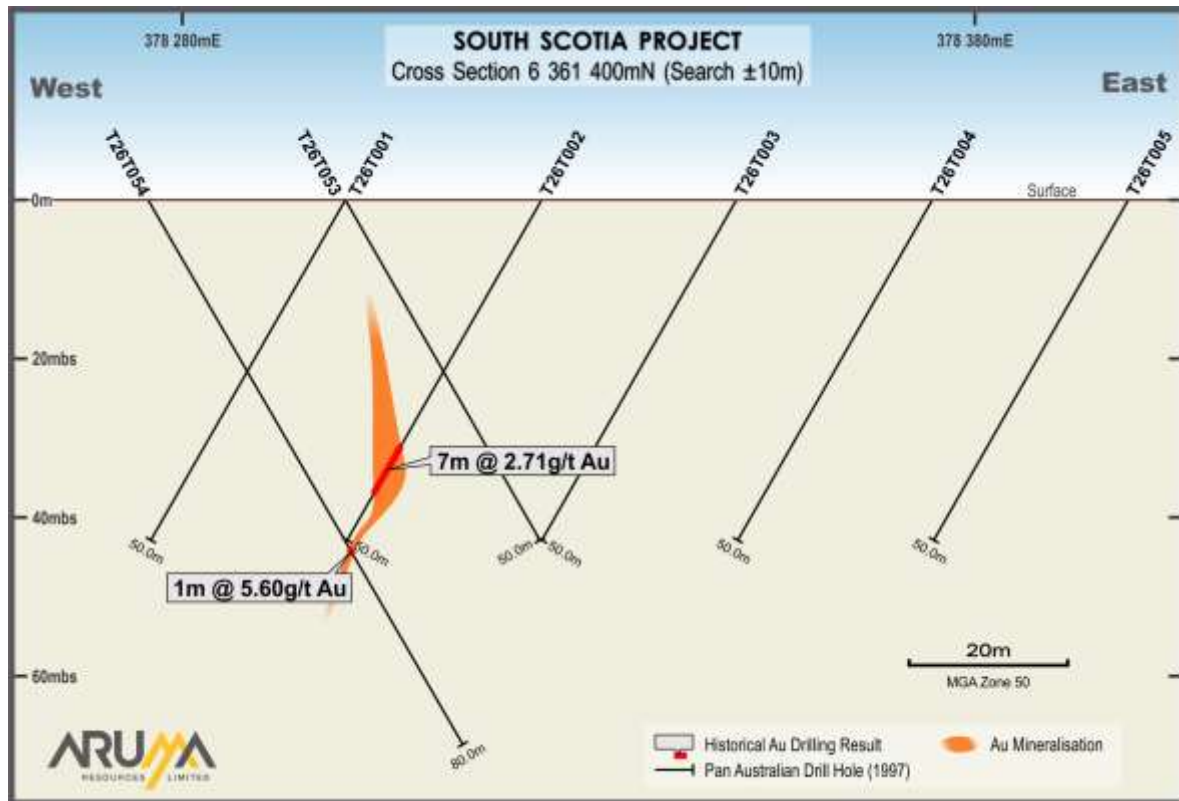 378 280mE
SOUTH SCOTIA PROJECT
378 380mE
Cross Section 6 361 400mN (Search ±10m)
West
East
T26T054
T26T053
T26T001
T26T002
T26T003
T26T004
T26T005
0m
Surface
20mbs
7m @ 2.71g/t Au
40mbs
50.0m
50.0m
50.0m
50.0m
50.0m
50.0m
1m @ 5.60g/t Au
20m
60mbs
MGA Zone 50
80.0m
ARUMA
RESOURCES LIMITED
Historical Au Drilling Result
Au Mineralisation
Pan Australian Drill Hole (1997)